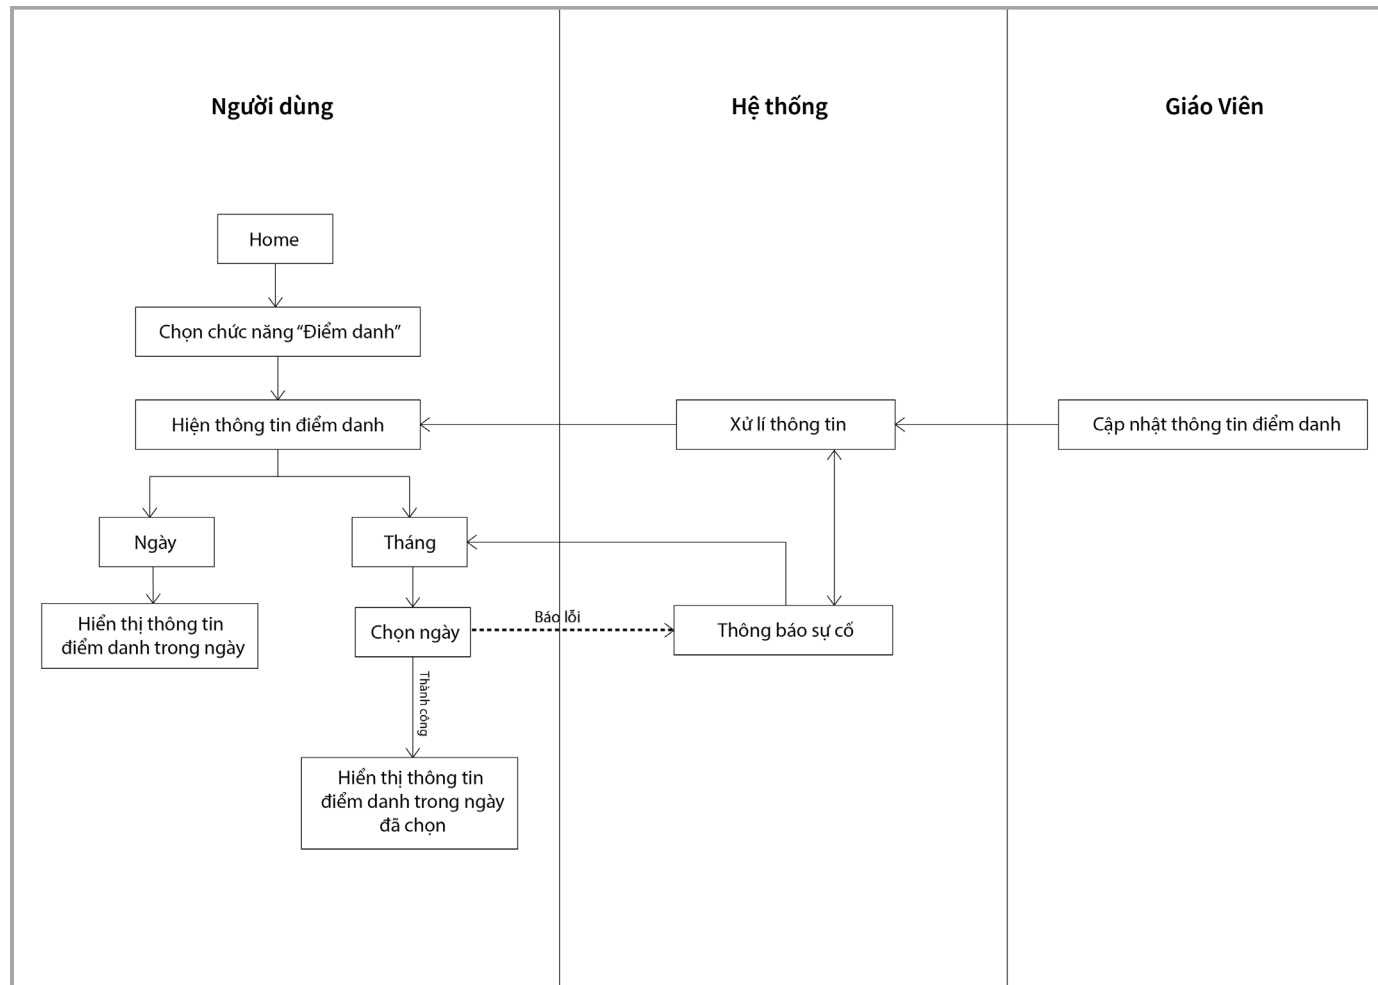 Người dùng
Hệ thống
Giáo Viên
Home
Chọn chức năng “Điểm danh”
Hiện thông tin điểm danh
Xử lí thông tin
Cập nhật thông tin điểm danh
Ngày
Tháng
Hiển thị thông tin
điểm danh trong ngày
Chọn ngày
Báo lỗi
Thông báo sự cố
Thành công
Hiển thị thông tin
điểm danh trong ngày
đã chọn